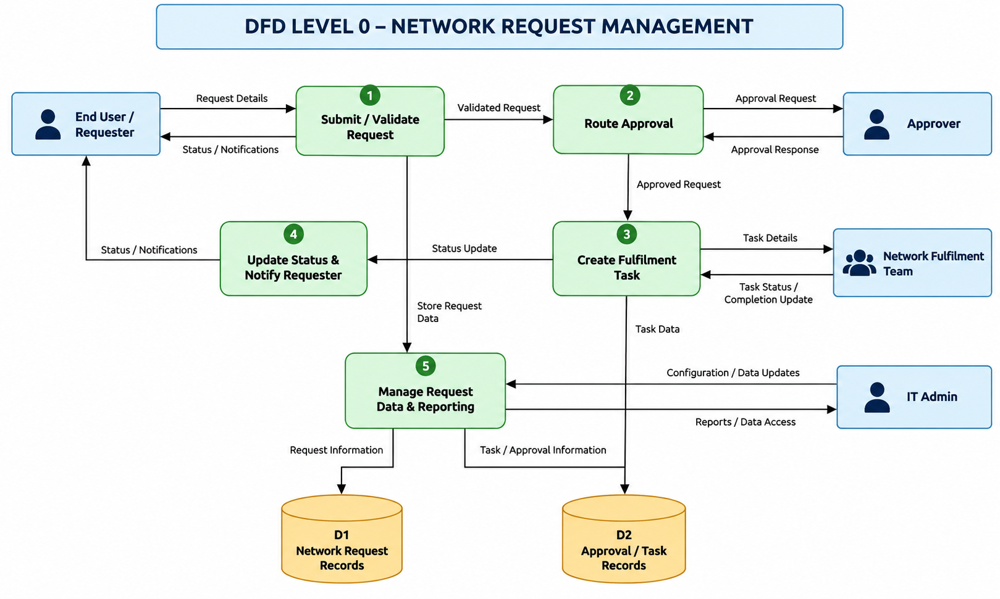 DFD LEVEL 0 – NETWORK REQUEST MANAGEMENT
End User /
Requester
Request Details
Status / Notifications
1
Submit / Validate
Request
Validated Request
2
Route Approval
Approval Request
Approval Response
Approver
Approved Request
Status / Notifications
4
Update Status &
Notify Requester
Status Update
3
Create Fulfilment
Task
Task Details
Task Status /
Completion Update
Network Fulfilment
Team
Store Request
Data
Task Data
5
Manage Request
Data & Reporting
Configuration / Data Updates
Reports / Data Access
IT Admin
Request Information
Task / Approval Information
D1
Network Request
Records
D2
Approval / Task
Records